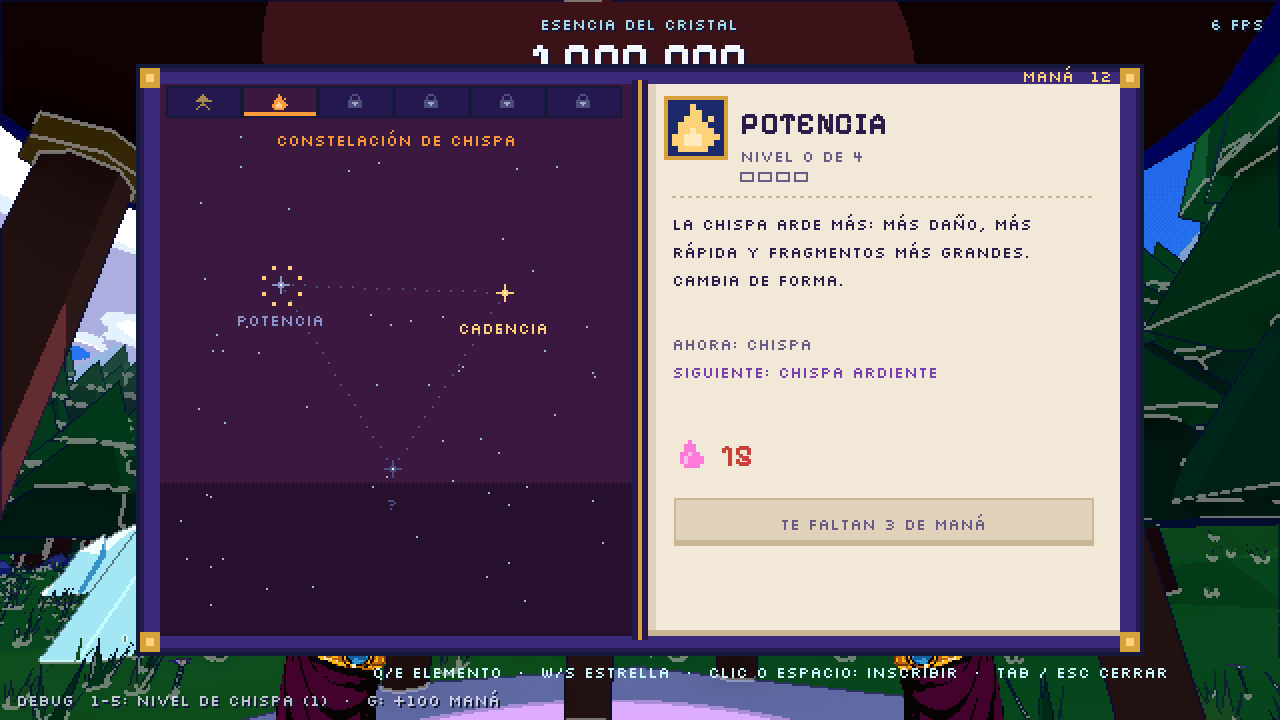 ESENCIA DEL CRISTAL
6 FPS
1 000 000
MANÁ 12
CONSTELACIÓN DE CHISPA
POTENCIA
CADENCIA
?
POTENCIA
NIVEL 0 DE 4
LA CHISPA ARDE MÁS: MÁS DAÑO, MÁS
RÁPIDA Y FRAGMENTOS MÁS GRANDES.
CAMBIA DE FORMA.
AHORA: CHISPA
SIGUIENTE: CHISPA ARDIENTE
15
TE FALTAN 3 DE MANÁ
Q/E ELEMENTO · W/S ESTRELLA · CLIC O ESPACIO: INSCRIBIR · TAB / ESC CERRAR
DEBUG 1-5: NIVEL DE CHISPA (1) · G: +100 MANÁ